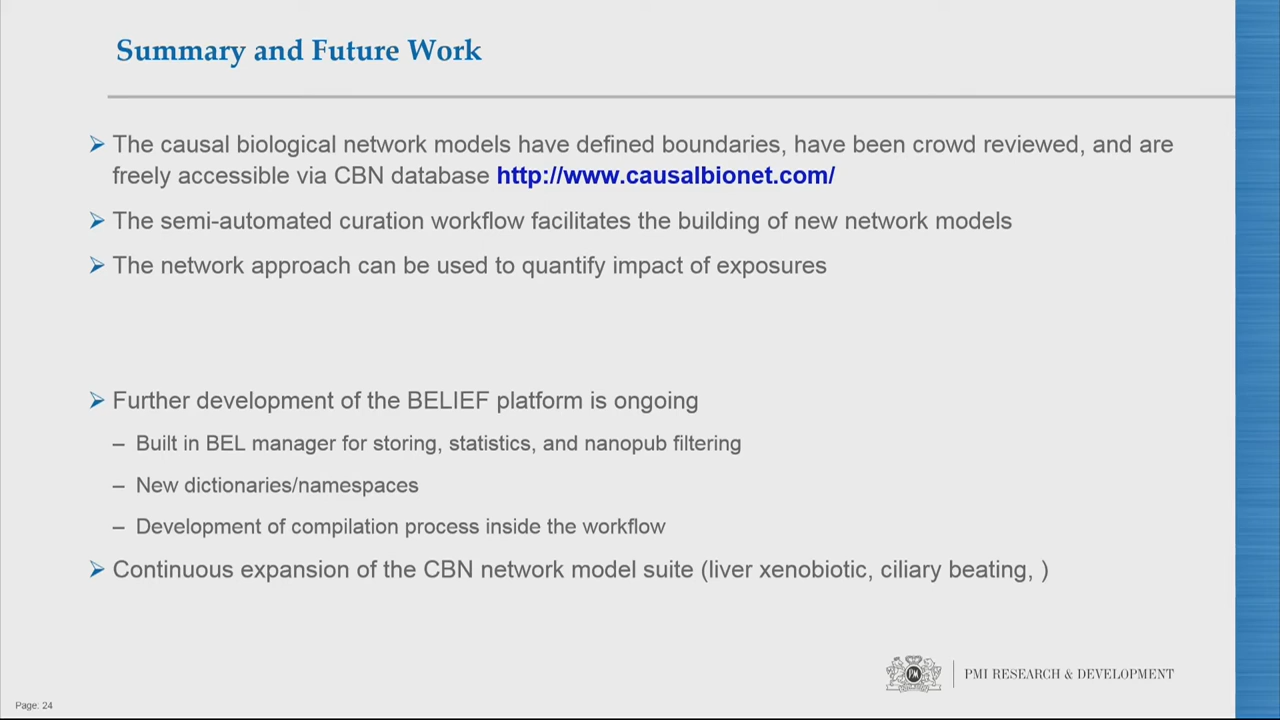 Summary and Future Work
The causal biological network models have defined boundaries, have been crowd reviewed, and are
freely accessible via CBN database http://www.causalbionet.com/
The semi-automated curation workflow facilitates the building of new network models
The network approach can be used to quantify impact of exposures
Further development of the BELIEF platform is ongoing
– Built in BEL manager for storing, statistics, and nanopub filtering
– New dictionaries/namespaces
– Development of compilation process inside the workflow
Continuous expansion of the CBN network model suite (liver xenobiotic, ciliary beating, )
PM
PMI RESEARCH & DEVELOPMENT
Page: 24